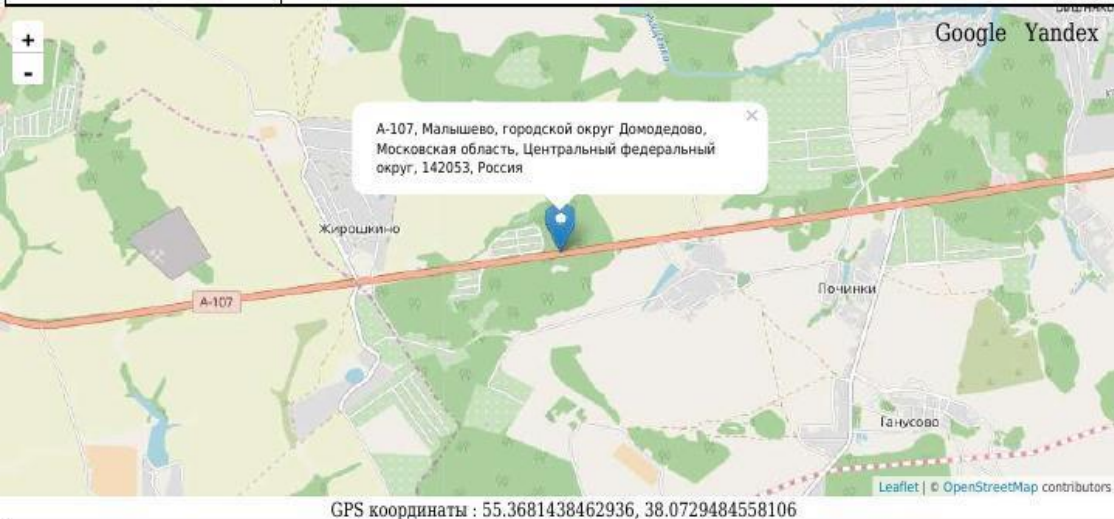 +
-
Google Yandex
×
А-107, Малышево, городской округ Домодедово,
Московская область, Центральный федеральный
округ, 142053, Россия
Жирошкино
А-107
Починки
Ганусово
Leaflet | © OpenStreetMap contributors
GPS координаты : 55.3681438462936, 38.0729484558106